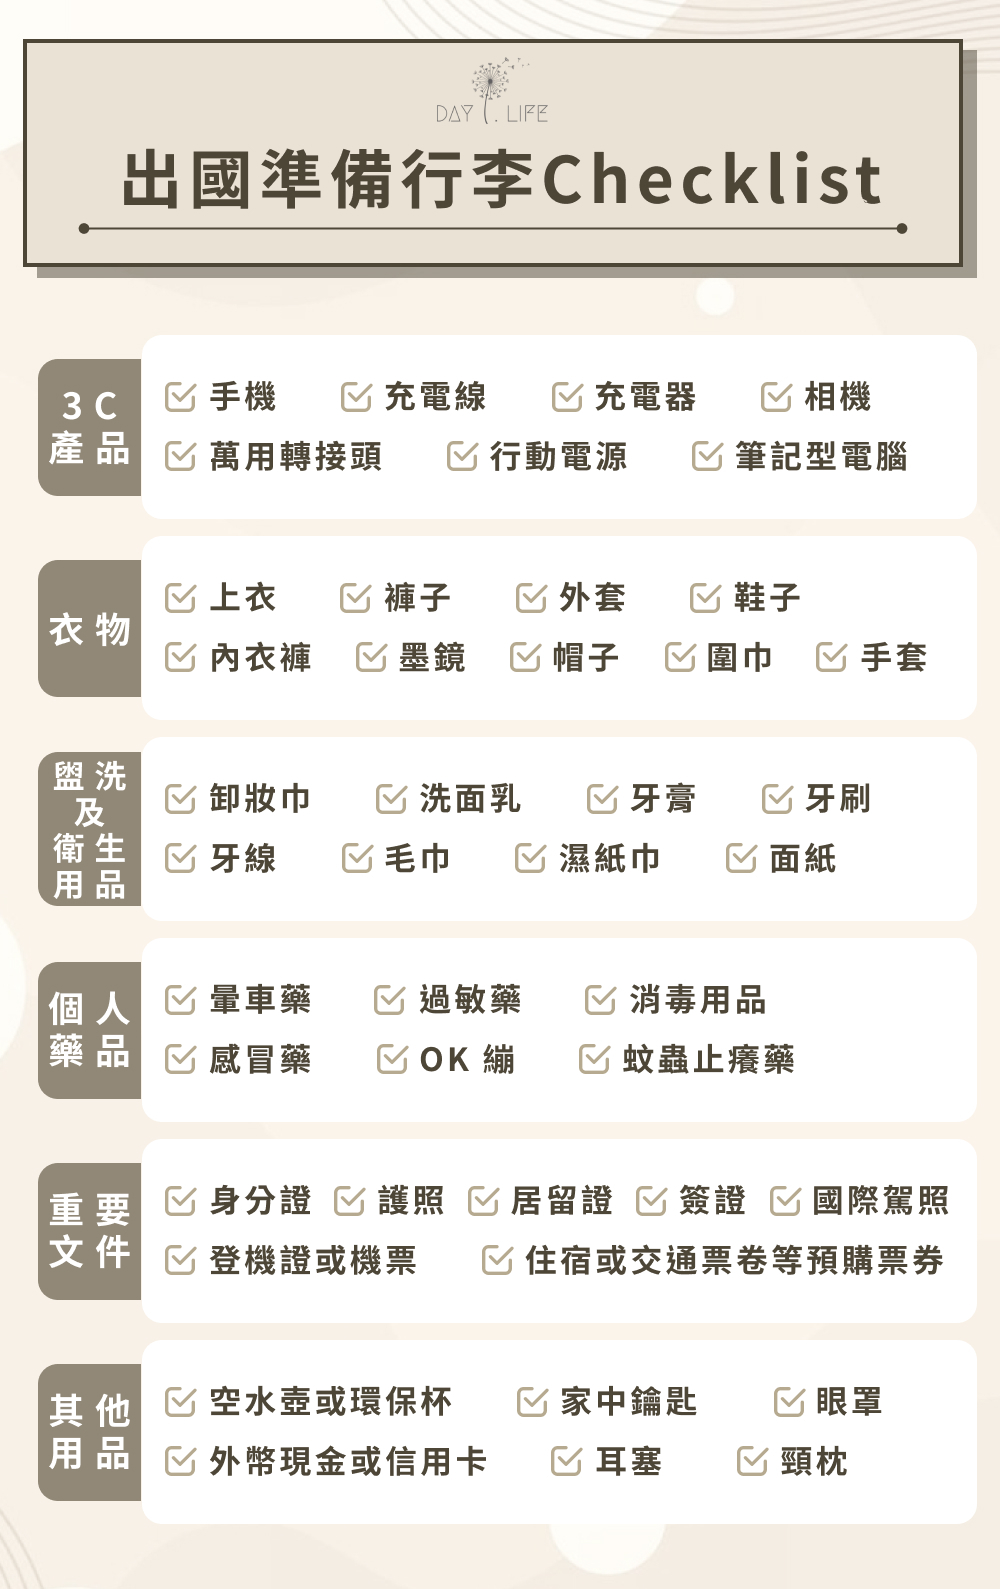 DAY . LIFE
出國準備行李Checklist
3C
產品
手機 充電線 充電器 相機
萬用轉接頭 行動電源 筆記型電腦
衣物
上衣 褲子 外套 鞋子
內衣褲 墨鏡 帽子 圍巾 手套
盥洗
及
衛生
用品
卸妝巾 洗面乳 牙膏 牙刷
牙線 毛巾 濕紙巾 面紙
個人
藥品
暈車藥 過敏藥 消毒用品
感冒藥 OK 繃 蚊蟲止癢藥
重要
文件
身分證 護照 居留證 簽證 國際駕照
登機證或機票 住宿或交通票卷等預購票券
其他
用品
空水壺或環保杯 家中鑰匙 眼罩
外幣現金或信用卡 耳塞 頸枕